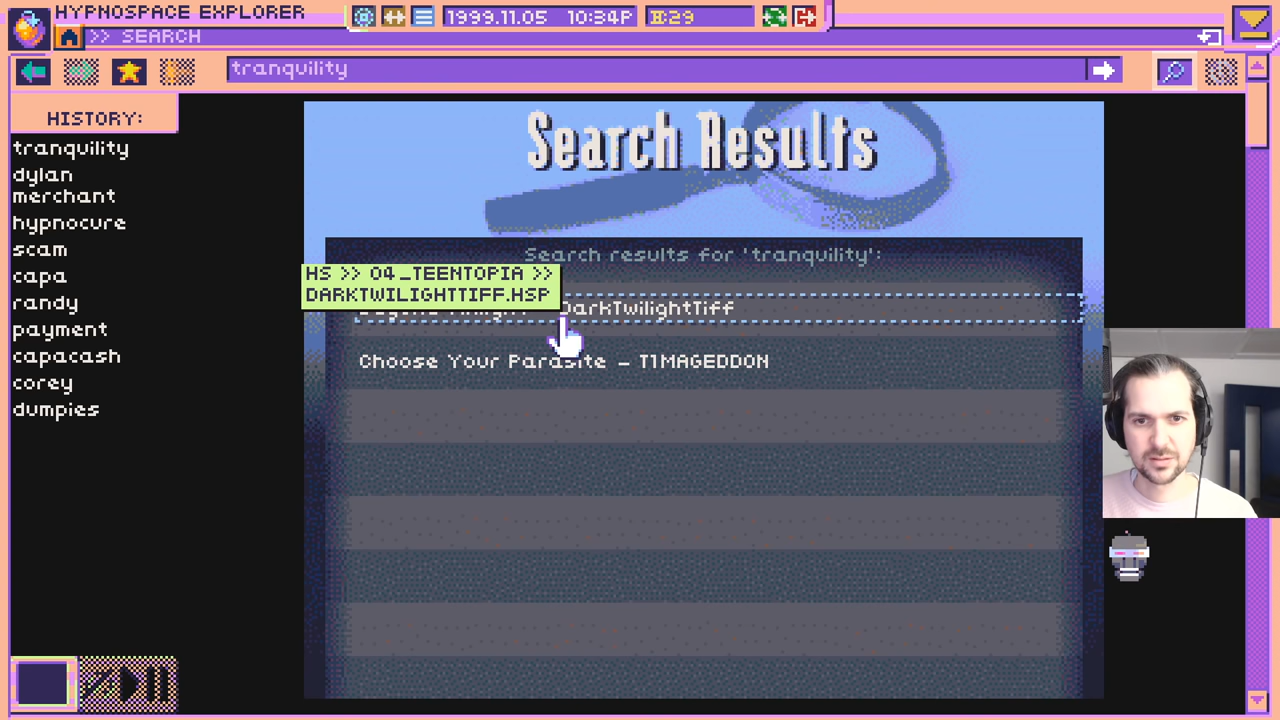 HYPNOSPACE EXPLORER
1999.11.05 10:34P
:29
>> SEARCH
tranquility
HISTORY:
tranquility
dylan
merchant
hypnocure
scam
capa
randy
payment
capacash
corey
dumpies
Search Results
Search results for 'tranquility':
HS >> 04_TEENTOPIA >>
DARKTWILIGHTTIFF.HSP
DarkTwilightTiff
Choose Your Parasite - T1MAGEDDON